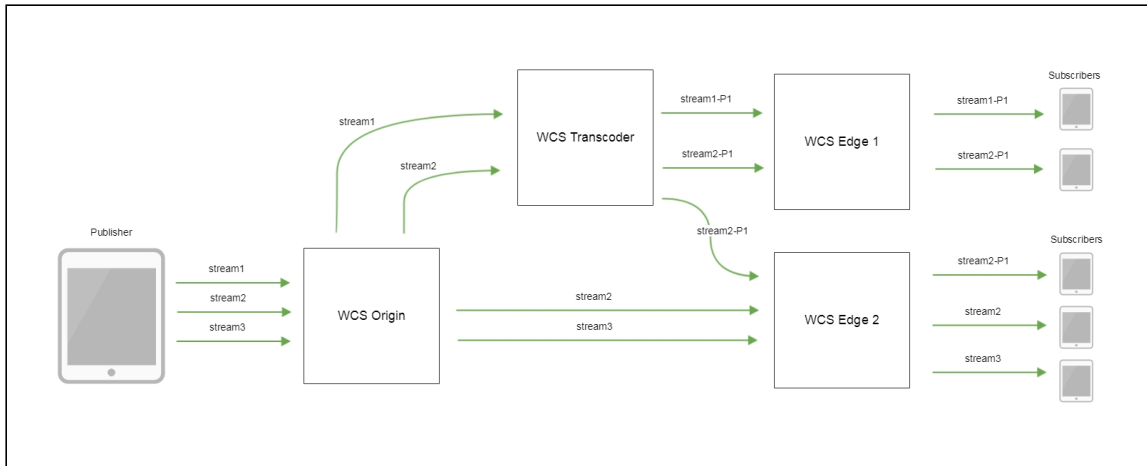 Subscribers
stream1-P1
stream1-P1
stream1
WCS Transcoder
WCS Edge 1
stream2-P1
stream2-P1
stream2
Publisher
stream2-P1
Subscribers
stream2-P1
stream1
stream2
stream2
stream2
WCS Origin
WCS Edge 2
stream3
stream3
stream3